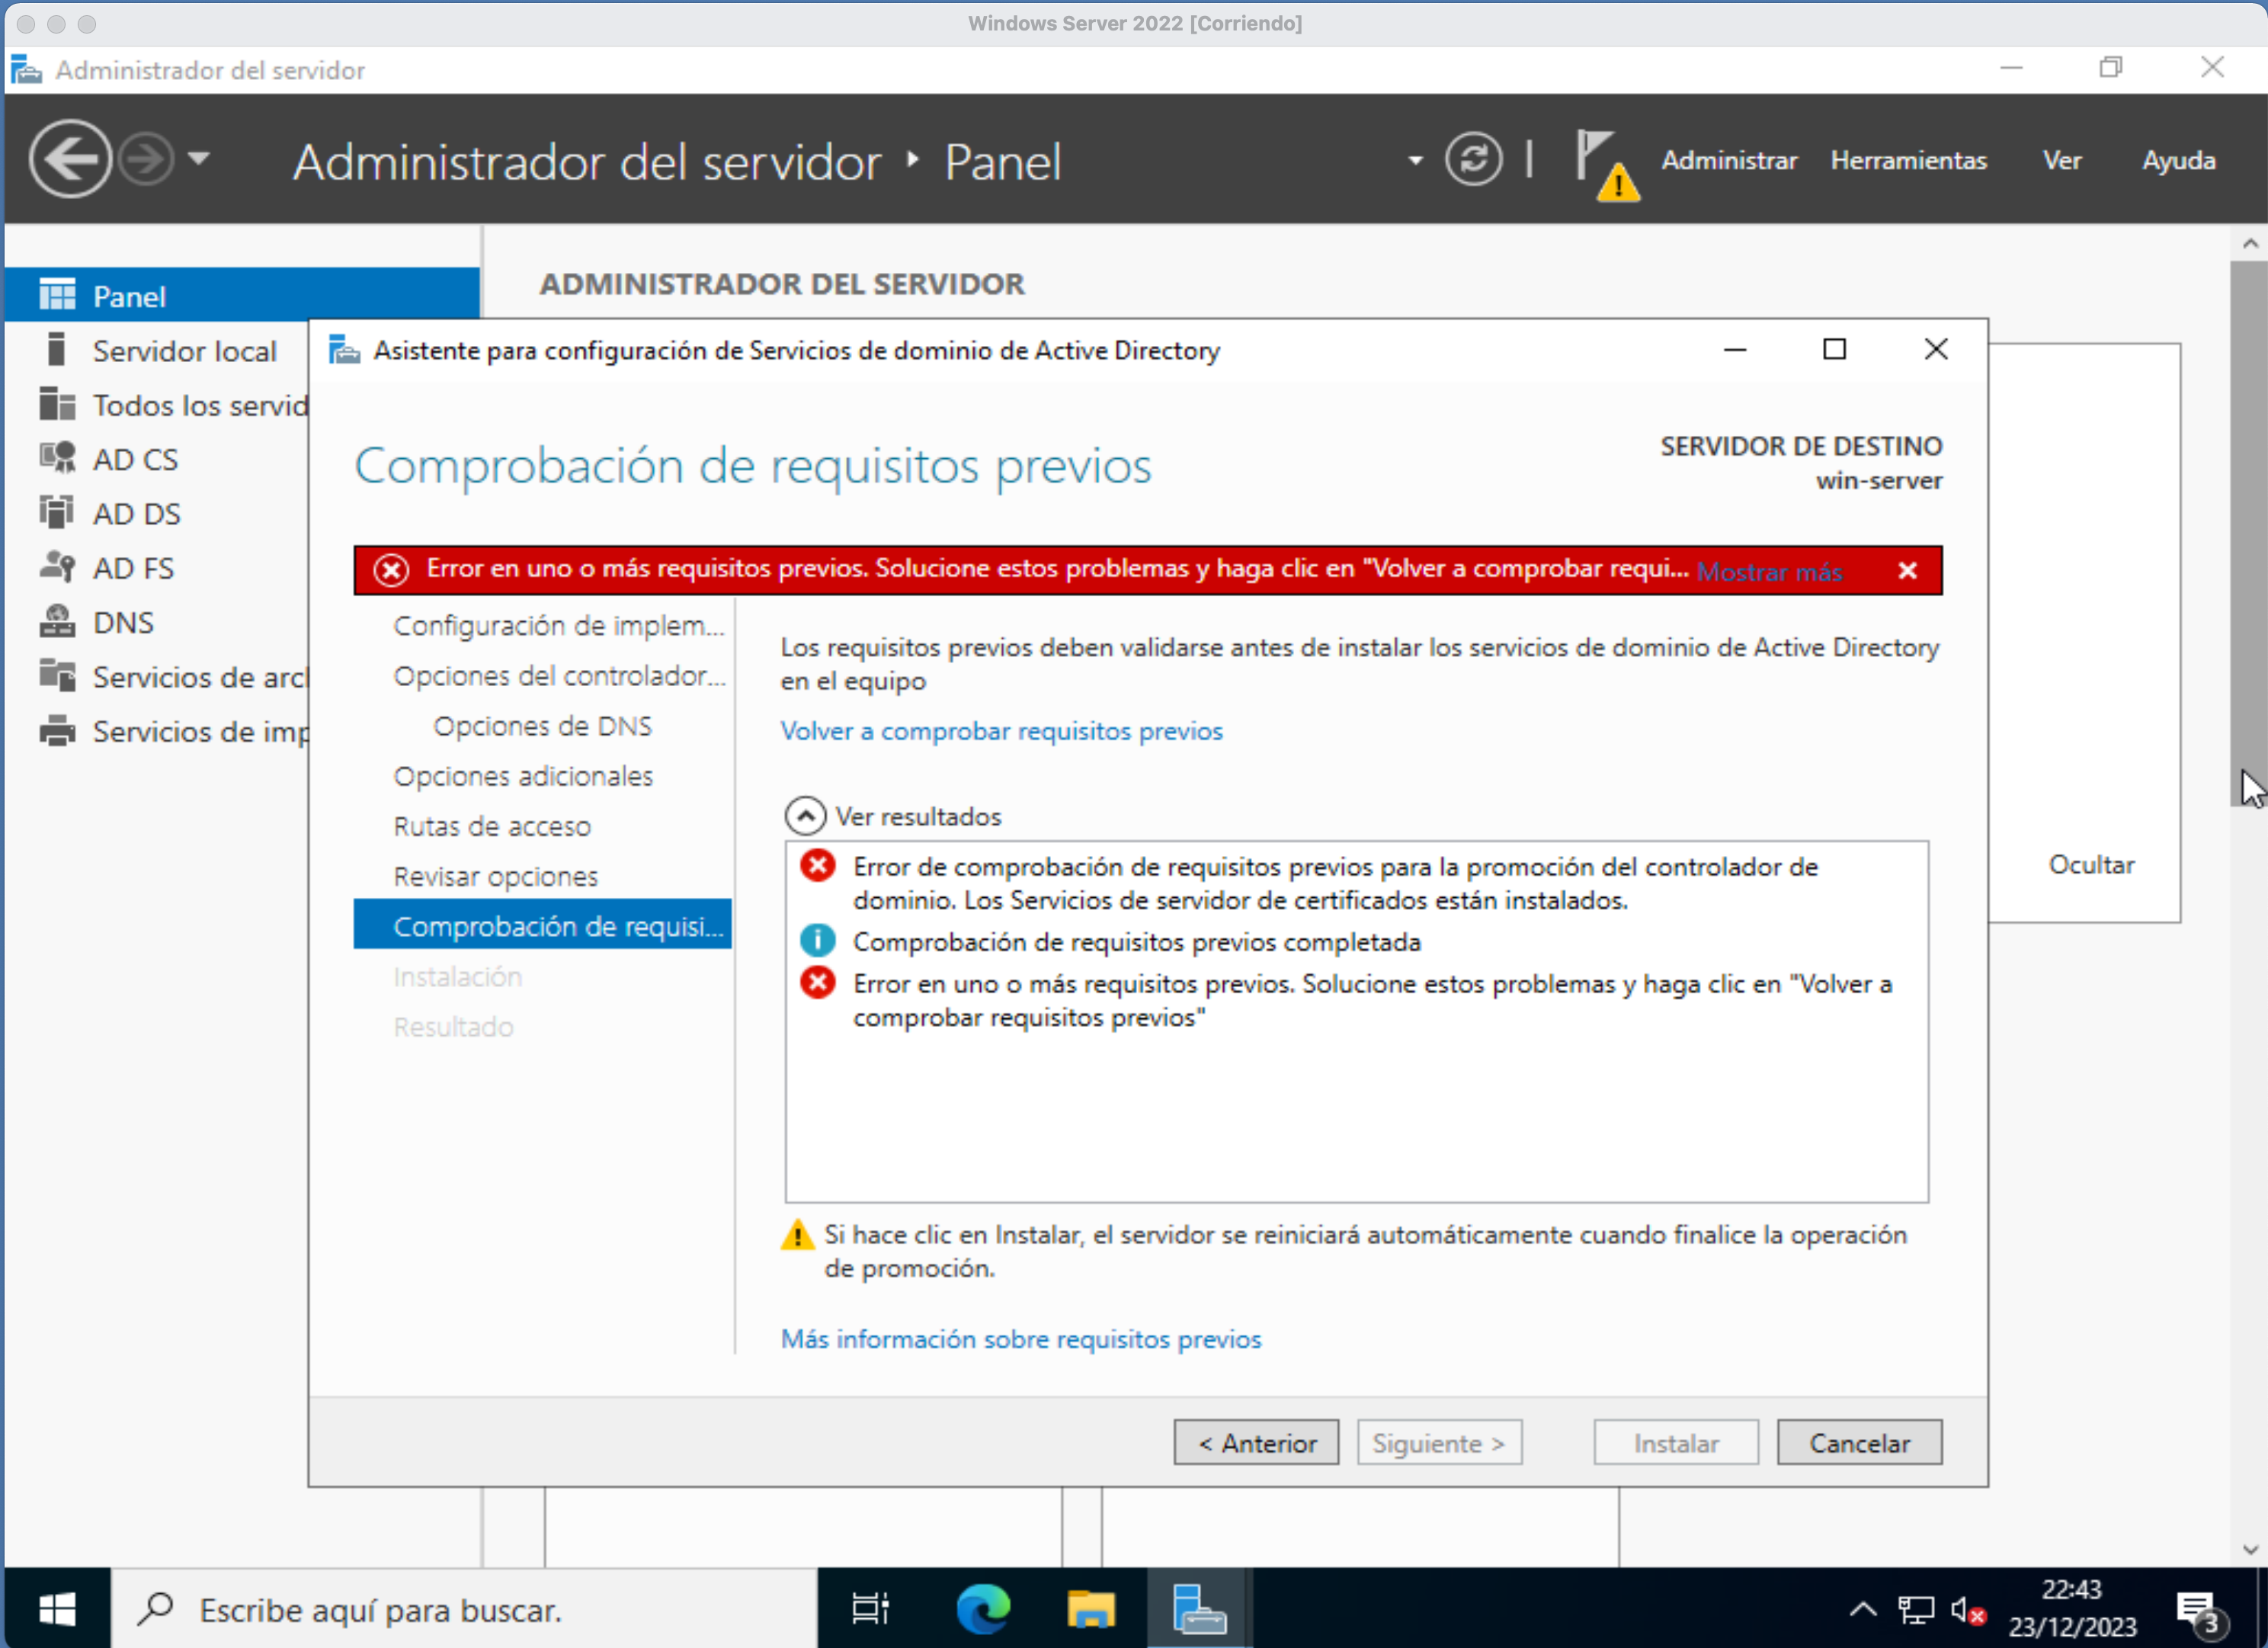 Windows Server 2022 [Corriendo]
Administrador del servidor
Administrador del servidor ‣ Panel
Administrar Herramientas Ver Ayuda
Panel
Servidor local
Todos los servid
AD CS
AD DS
AD FS
DNS
Servicios de arc
Servicios de imp
ADMINISTRADOR DEL SERVIDOR
Asistente para configuración de Servicios de dominio de Active Directory
Comprobación de requisitos previos
SERVIDOR DE DESTINO
win-server
Error en uno o más requisitos previos. Solucione estos problemas y haga clic en "Volver a comprobar requi... Mostrar más
Configuración de implem...
Opciones del controlador...
Opciones de DNS
Opciones adicionales
Rutas de acceso
Revisar opciones
Comprobación de requisi...
Instalación
Resultado
Los requisitos previos deben validarse antes de instalar los servicios de dominio de Active Directory
en el equipo
Volver a comprobar requisitos previos
Ver resultados
Error de comprobación de requisitos previos para la promoción del controlador de
dominio. Los Servicios de servidor de certificados están instalados.
Comprobación de requisitos previos completada
Error en uno o más requisitos previos. Solucione estos problemas y haga clic en "Volver a
comprobar requisitos previos"
Si hace clic en Instalar, el servidor se reiniciará automáticamente cuando finalice la operación
de promoción.
Más información sobre requisitos previos
< Anterior
Siguiente >
Instalar
Cancelar
Ocultar
Escribe aquí para buscar.
22:43
23/12/2023
3